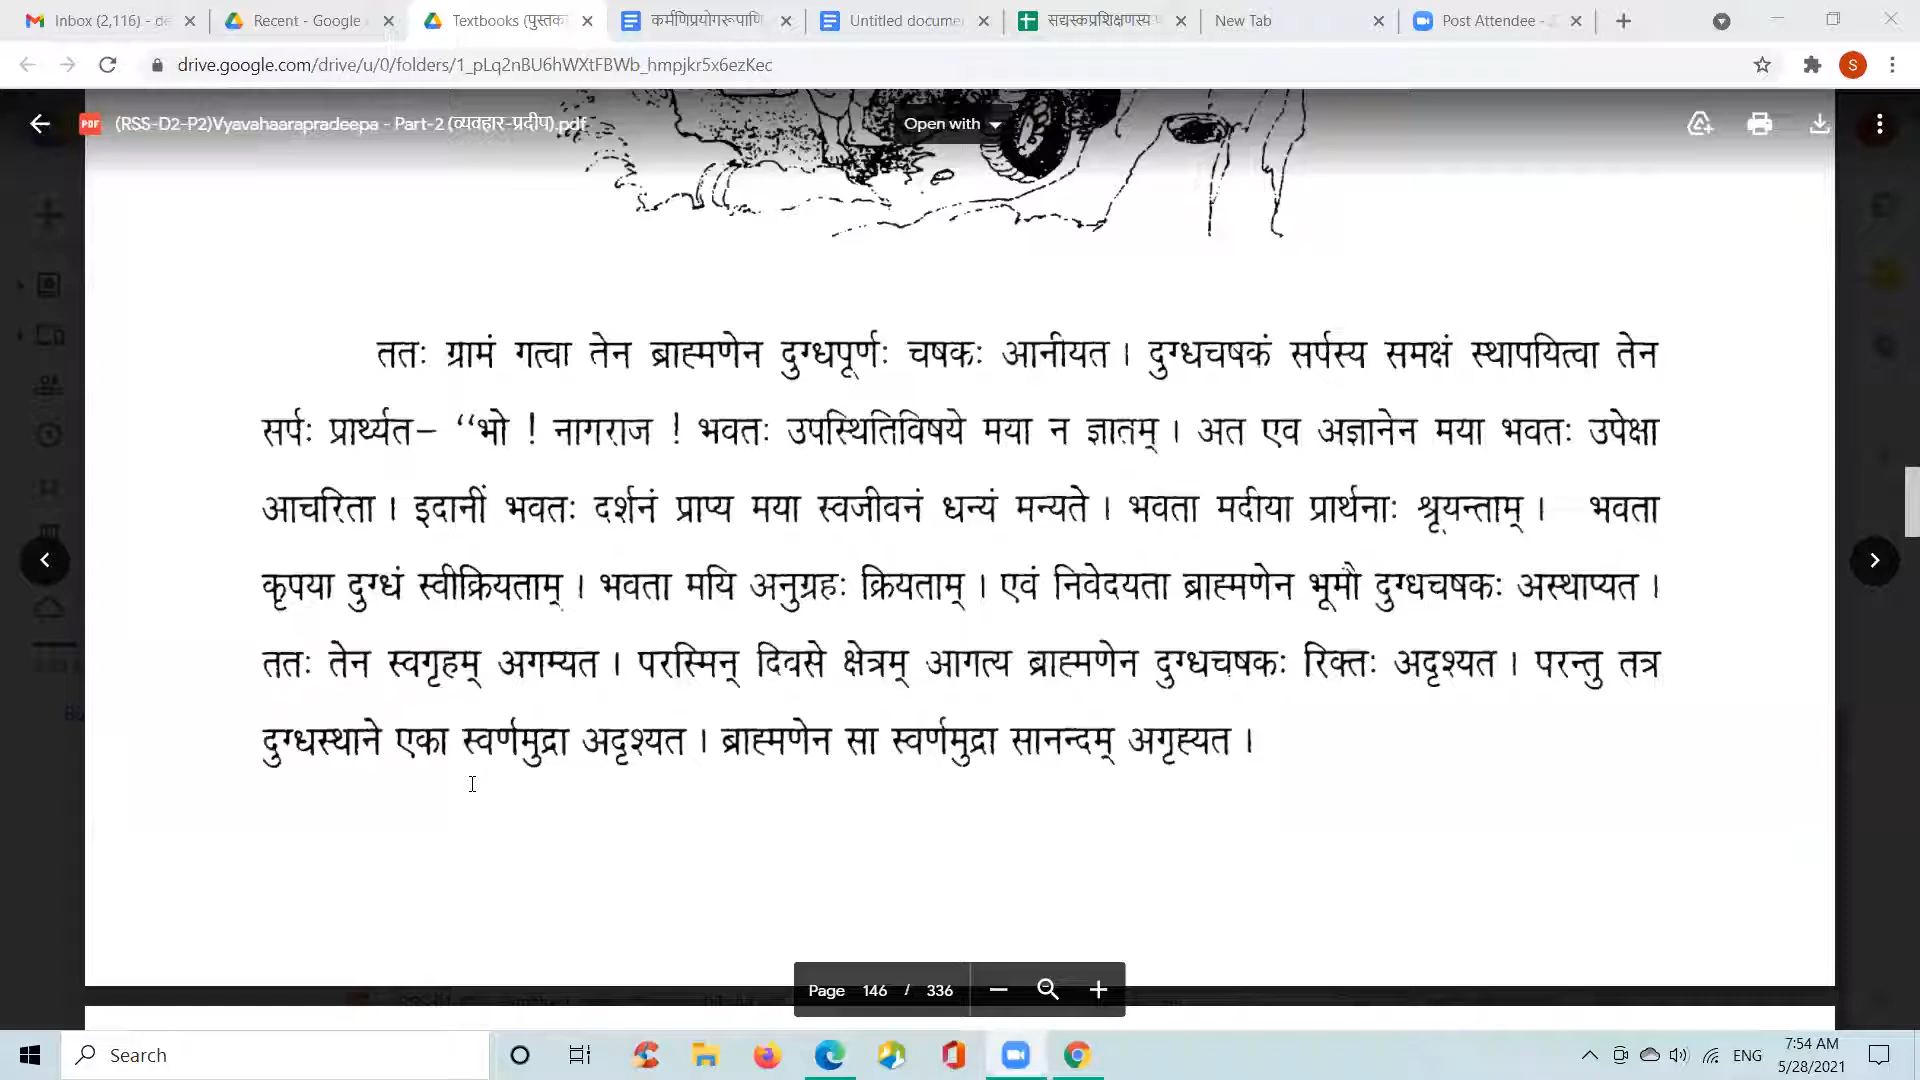 Inbox (2,116) - de
Recent - Google
Textbooks (पुस्तक
कर्मणिप्रयोगरूपाणि
Untitled docume
सद्यस्कप्रशिक्षणस्य
New Tab
Post Attendee -
drive.google.com/drive/u/0/folders/1_pLq2nBU6hWXtFBWb_hmpjkr5x6ezKec
S
PDF
(RSS-D2-P2)Vyavahaarapradeepa - Part-2 (व्यवहार-प्रदीप).pdf
Open with
ततः ग्रामं गत्वा तेन ब्राह्मणेन दुग्धपूर्णः चषकः आनीयत । दुग्धचषकं सर्पस्य समक्षं स्थापयित्वा तेन
सर्पः प्रार्थ्यत– “भो ! नागराज ! भवतः उपस्थितिविषये मया न ज्ञातम् । अत एव अज्ञानेन मया भवतः उपेक्षा
आचरिता । इदानीं भवतः दर्शनं प्राप्य मया स्वजीवनं धन्यं मन्यते । भवता मदीया प्रार्थनाः श्रूयन्ताम् । भवता
कृपया दुग्धं स्वीक्रियताम् । भवता मयि अनुग्रहः क्रियताम् । एवं निवेदयता ब्राह्मणेन भूमौ दुग्धचषकः अस्थाप्यत ।
ततः तेन स्वगृहम् अगम्यत । परस्मिन् दिवसे क्षेत्रम् आगत्य ब्राह्मणेन दुग्धचषकः रिक्तः अदृश्यत । परन्तु तत्र
दुग्धस्थाने एका स्वर्णमुद्रा अदृश्यत । ब्राह्मणेन सा स्वर्णमुद्रा सानन्दम् अगृह्यत ।
Page 146 / 336
Search
ENG
7:54 AM
5/28/2021